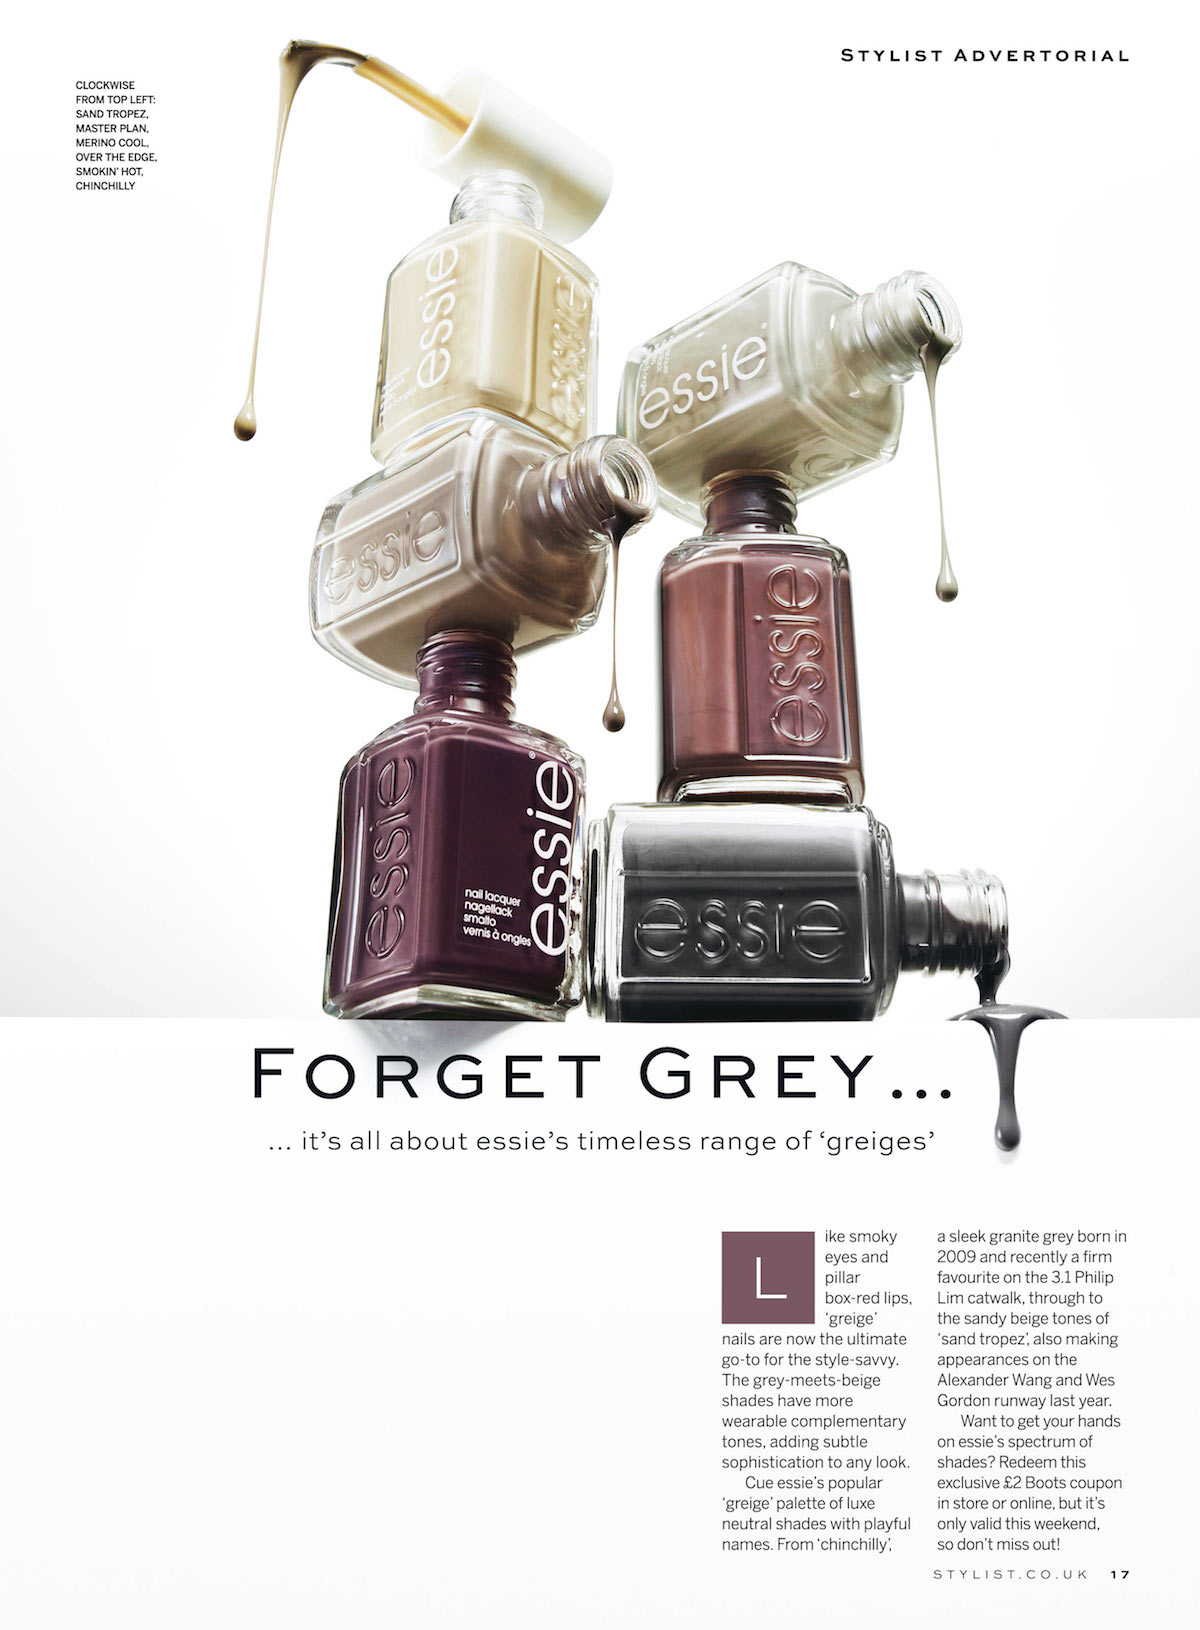 STYLIST ADVERTORIAL
CLOCKWISE
FROM TOP LEFT:
SAND TROPEZ,
MASTER PLAN,
MERINO COOL,
OVER THE EDGE,
SMOKIN' HOT,
CHINCHILLY
essie
essie
essie
essie
essie
essie
essie
nail lacquer
nagellack
smalto
vernis à ongles
essie®
essie
FORGET GREY...
... it's all about essie's timeless range of 'greiges'
Like smoky
eyes and
pillar
box-red lips,
'greige'
nails are now the ultimate
go-to for the style-savvy.
The grey-meets-beige
shades have more
wearable complementary
tones, adding subtle
sophistication to any look.
Cue essie's popular
'greige' palette of luxe
neutral shades with playful
names. From 'chinchilly',
a sleek granite grey born in
2009 and recently a firm
favourite on the 3.1 Philip
Lim catwalk, through to
the sandy beige tones of
'sand tropez', also making
appearances on the
Alexander Wang and Wes
Gordon runway last year.
Want to get your hands
on essie's spectrum of
shades? Redeem this
exclusive £2 Boots coupon
in store or online, but it's
only valid this weekend,
so don't miss out!
STYLIST.CO.UK 17